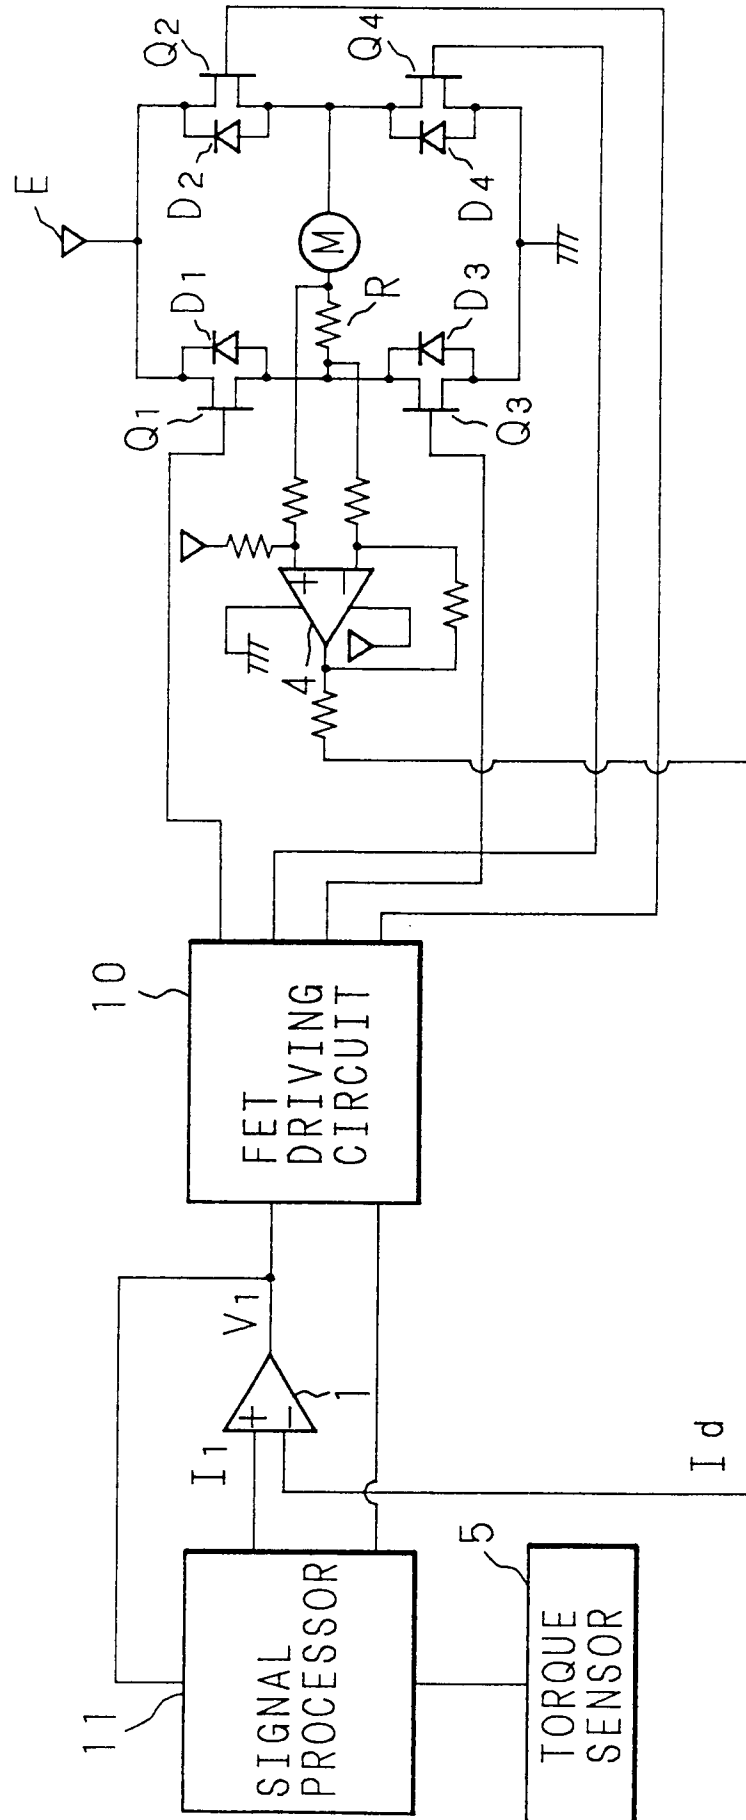 11
SIGNAL
PROCESSOR
5
TORQUE
SENSOR
I1
+
−
1
V1
Id
10
FET
DRIVING
CIRCUIT
4
+
−
E
Q1
D1
Q2
D2
M
R
Q3
D3
Q4
D4